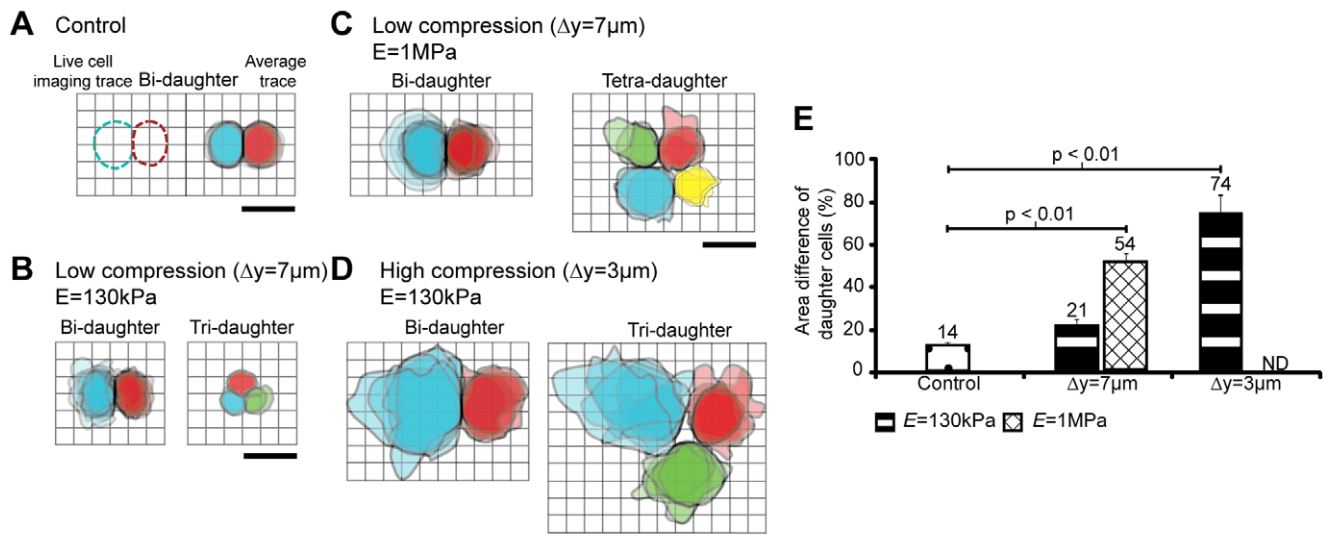 A Control
Live cell
imaging trace
Bi-daughter
Average
trace
B Low compression (Δy=7µm)
E=130kPa
Bi-daughter
Tri-daughter
C Low compression (Δy=7µm)
E=1MPa
Bi-daughter
Tetra-daughter
D High compression (Δy=3µm)
E=130kPa
Bi-daughter
Tri-daughter
E
Area difference of
daughter cells (%)
100
80
60
40
20
0
p < 0.01
p < 0.01
14
21
54
74
ND
Control
Δy=7µm
Δy=3µm
E=130kPa
E=1MPa